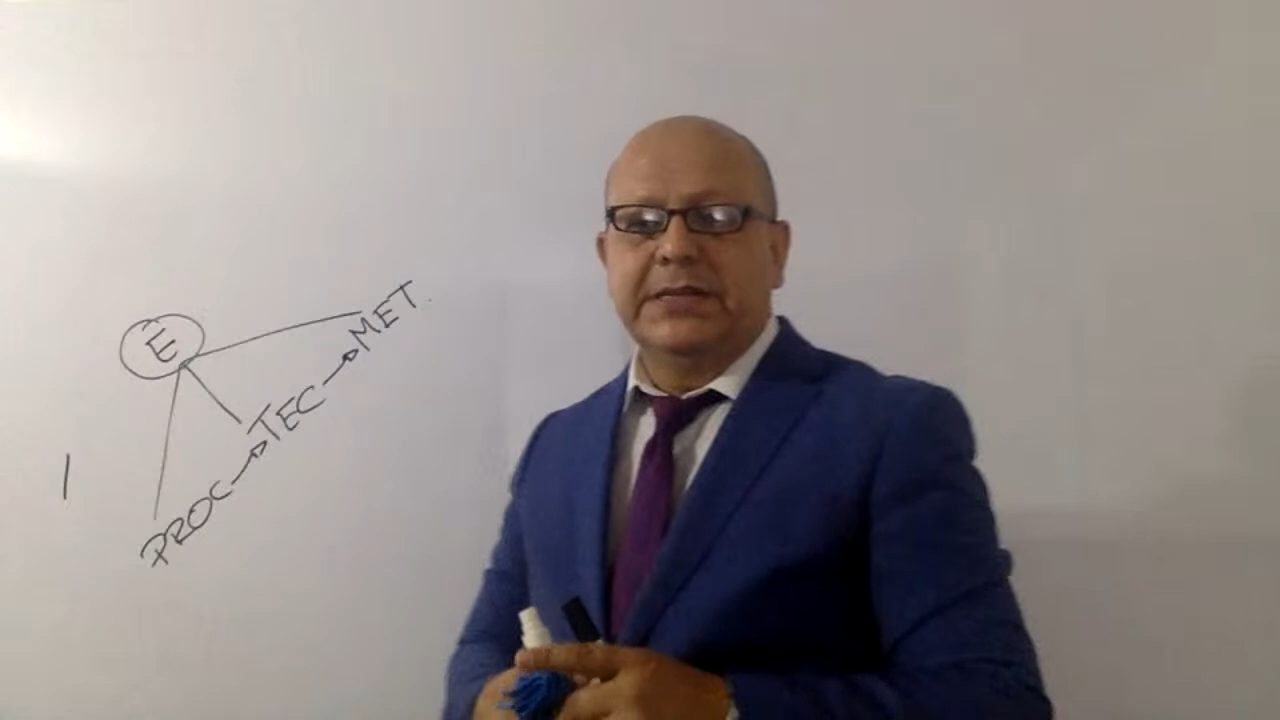 E
PROC → TEC → MET.